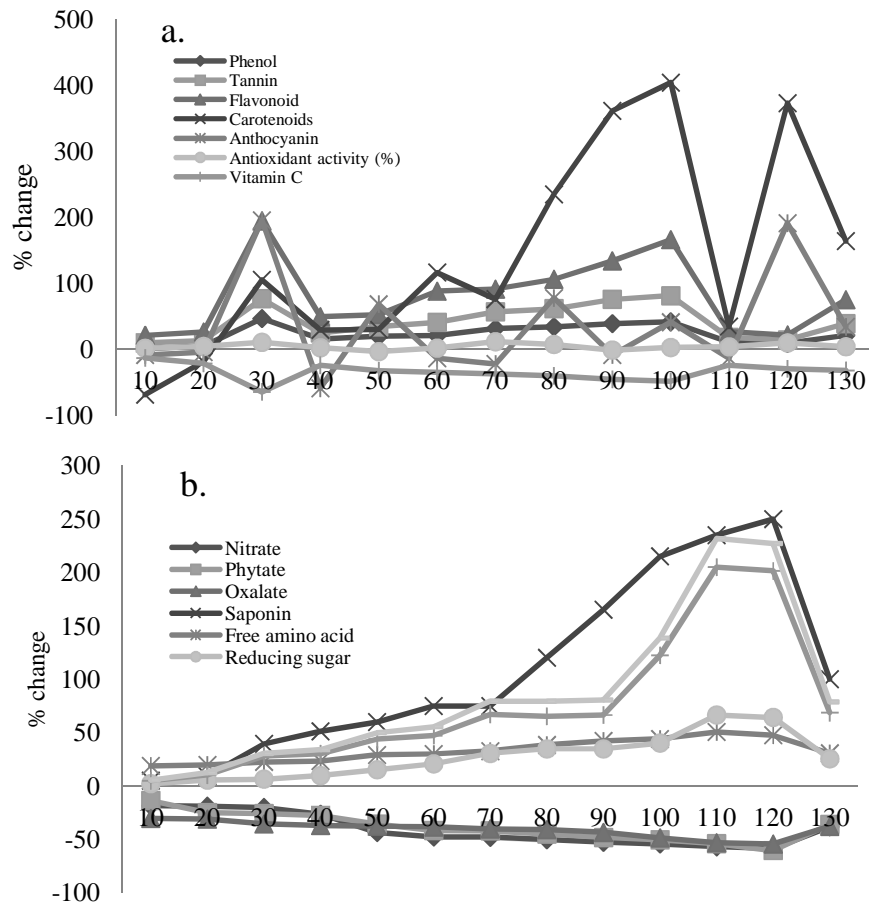 500
a.
Phenol
400
Tannin
Flavonoid
Carotenoids
300
Anthocyanin
Antioxidant activity (%)
Vitamin C
% change
200
100
0
10 20 30 40 50 60 70 80 90 100 110 120 130
-100
300
b.
250
Nitrate
Phytate
200
Oxalate
Saponin
150
Free amino acid
Reducing sugar
% change
100
50
0
10 20 30 40 50 60 70 80 90 100 110 120 130
-50
-100